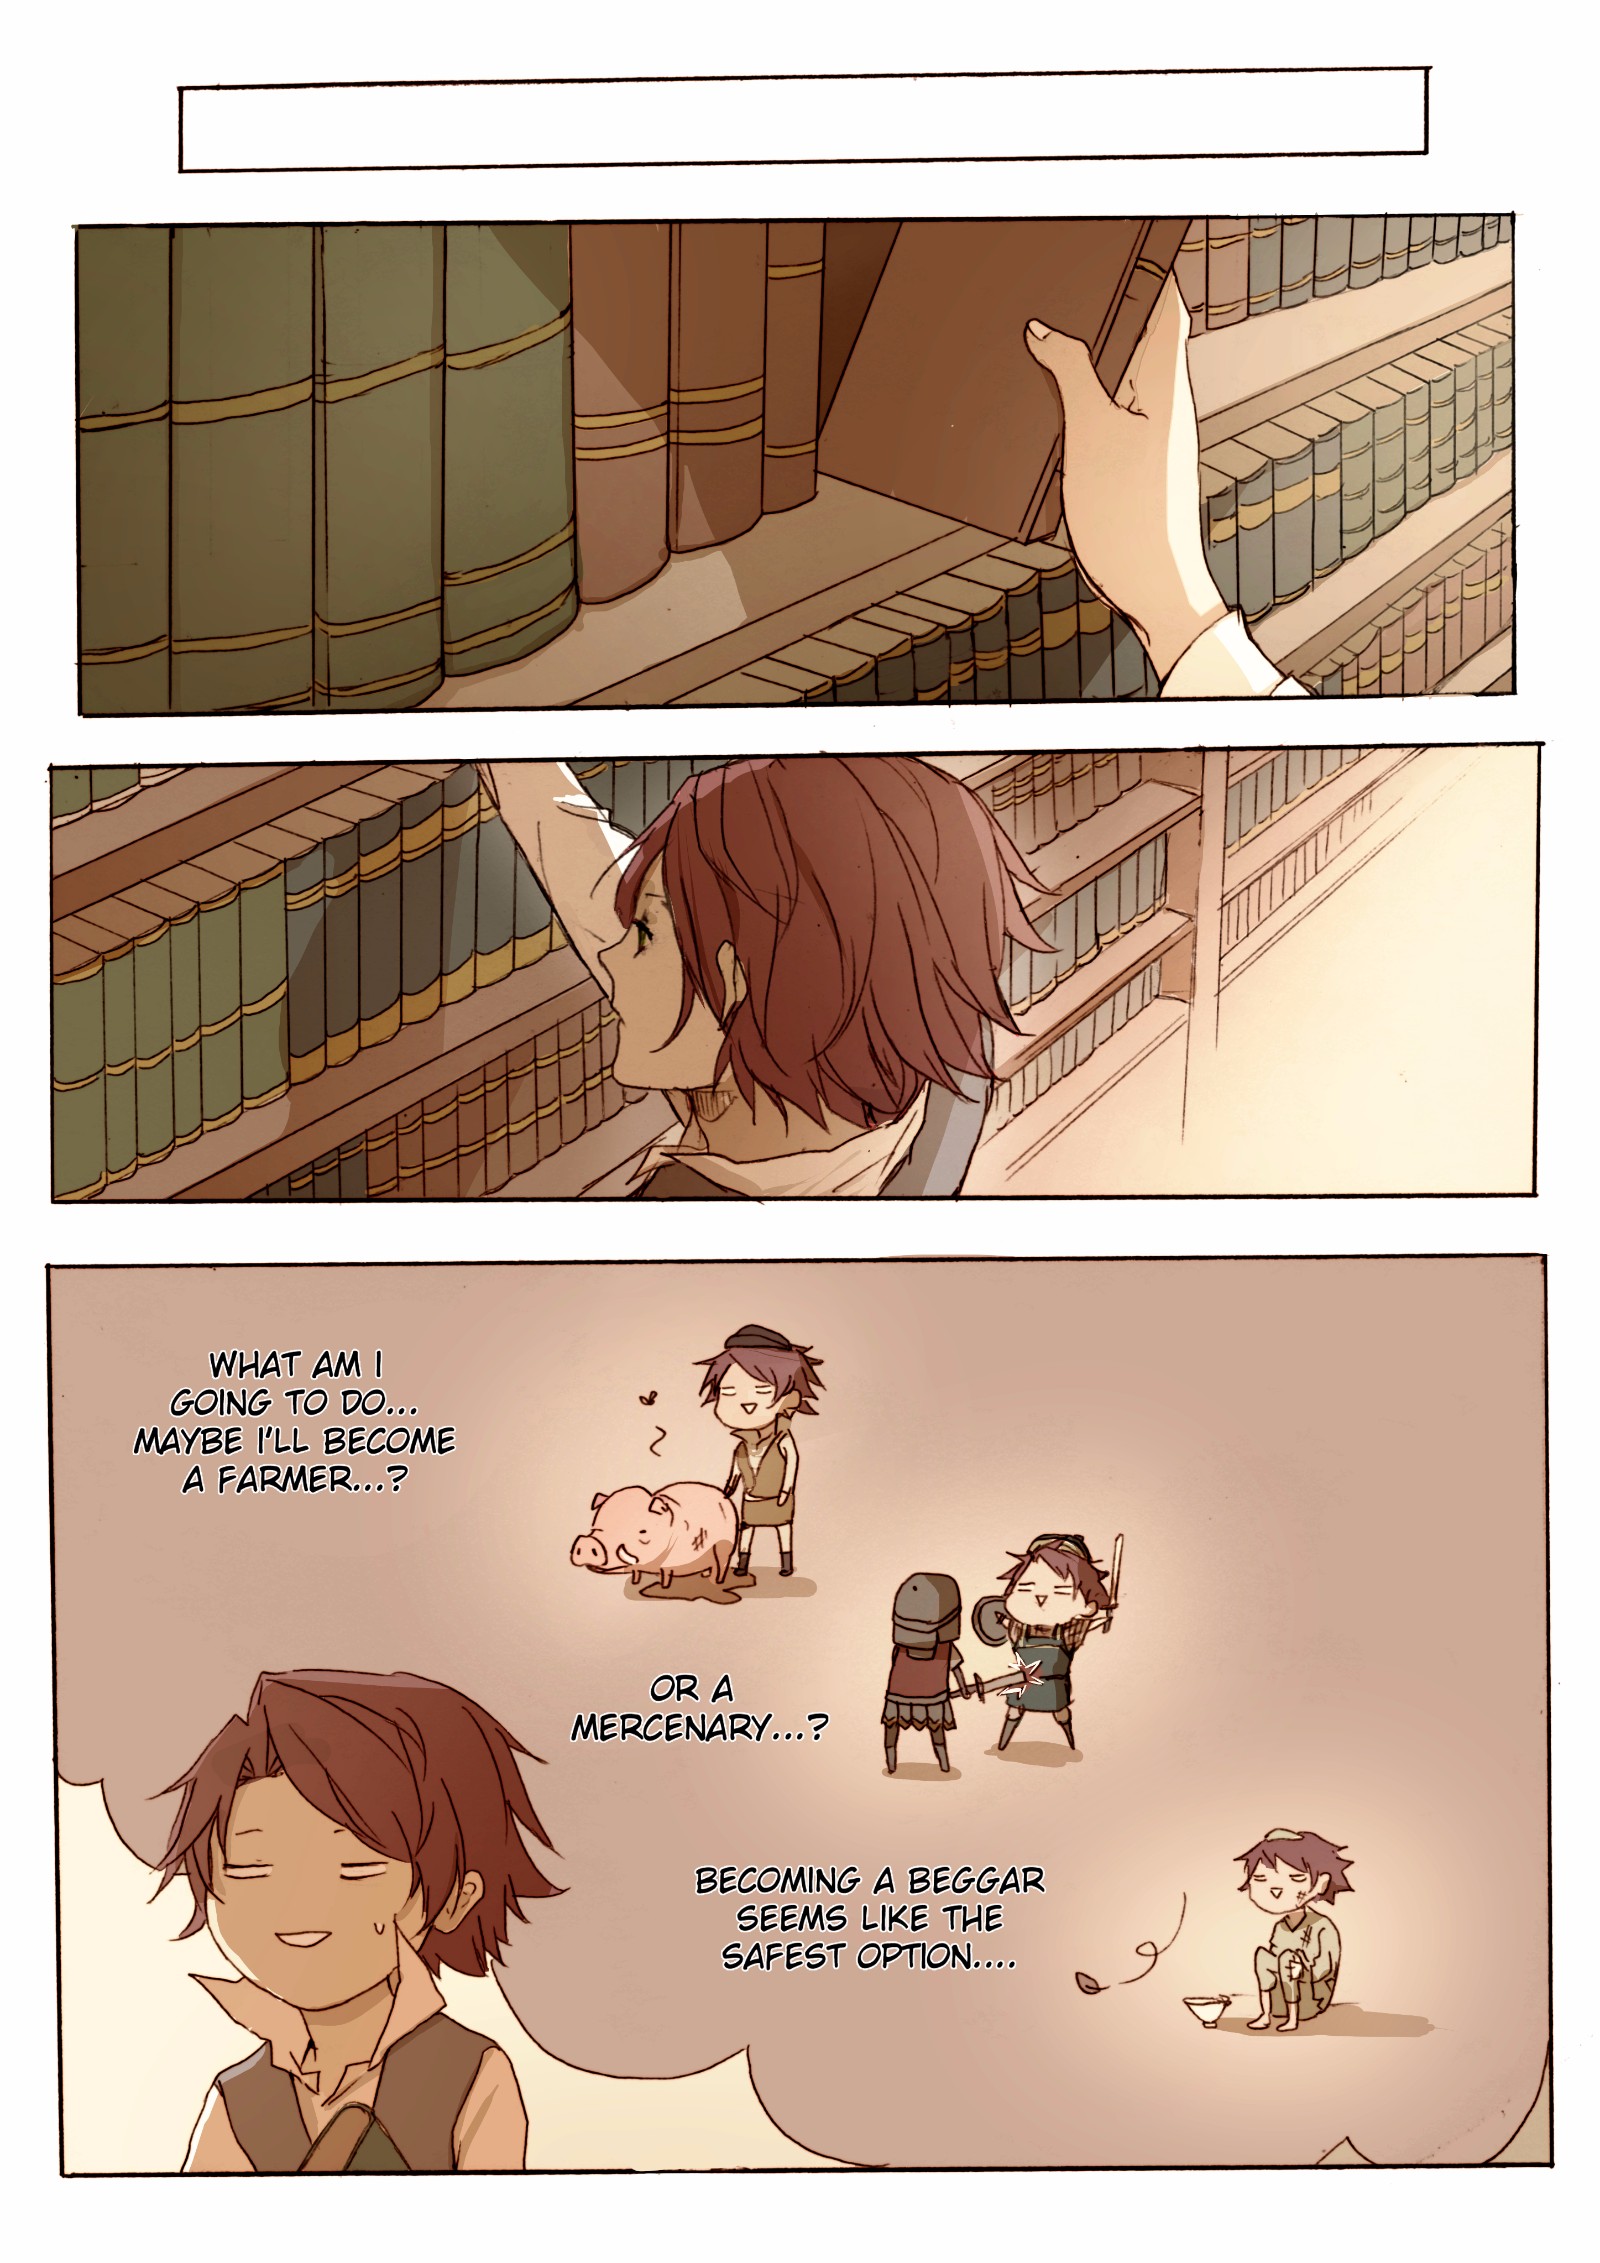 WHAT AM I
GOING TO DO...
MAYBE I'LL BECOME
A FARMER...?
OR A
MERCENARY...?
BECOMING A BEGGAR
SEEMS LIKE THE
SAFEST OPTION....